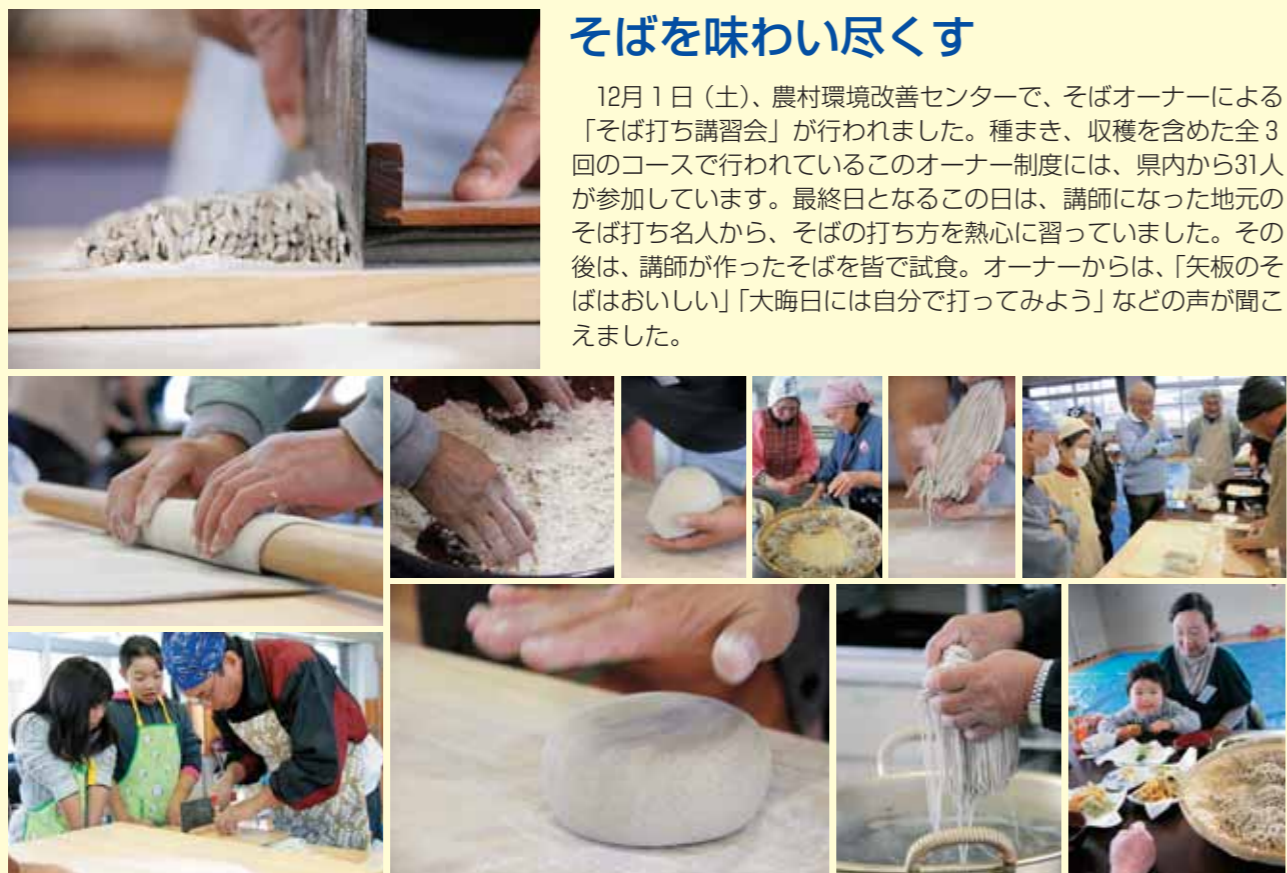 そばを味わい尽くす
　12月１日（土）、農村環境改善センターで、そばオーナーによる
「そば打ち講習会」が行われました。種まき、収穫を含めた全３
回のコースで行われているこのオーナー制度には、県内から31人
が参加しています。最終日となるこの日は、講師になった地元の
そば打ち名人から、そばの打ち方を熱心に習っていました。その
後は、講師が作ったそばを皆で試食。オーナーからは、「矢板のそ
ばはおいしい」「大晦日には自分で打ってみよう」などの声が聞こ
えました。